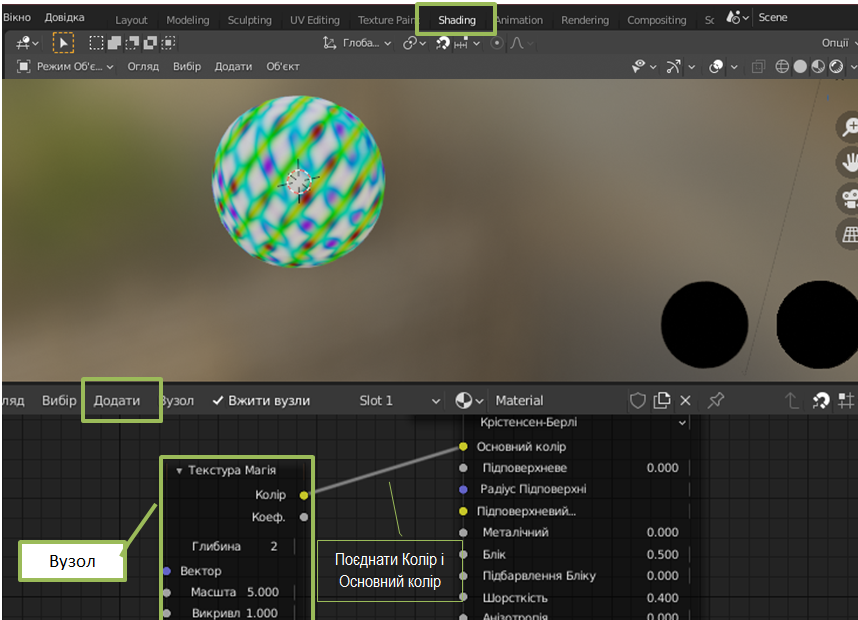 Вікно Довідка Layout Modeling Sculpting UV Editing Texture Pain Shading Animation Rendering Compositing Sc Scene
Глоба... Опції
Режим Об'є... Огляд Вибір Додати Об'єкт
ляд Вибір Додати Вузол Вжити вузли Slot 1 Material
Крістенсен-Берлі
Основний колір
Текстура Магія
Підповерхневе 0.000
Колір
Радіус Підповерхні
Коеф.
Підповерхневий...
Металічний 0.000
Глибина 2
Блік 0.500
Вектор
Підбарвлення Бліку 0.000
Масшта 5.000
Шорсткість 0.400
Викривл 1.000
Анізотропія 0.000
Вузол
Поєднати Колір і
Основний колір